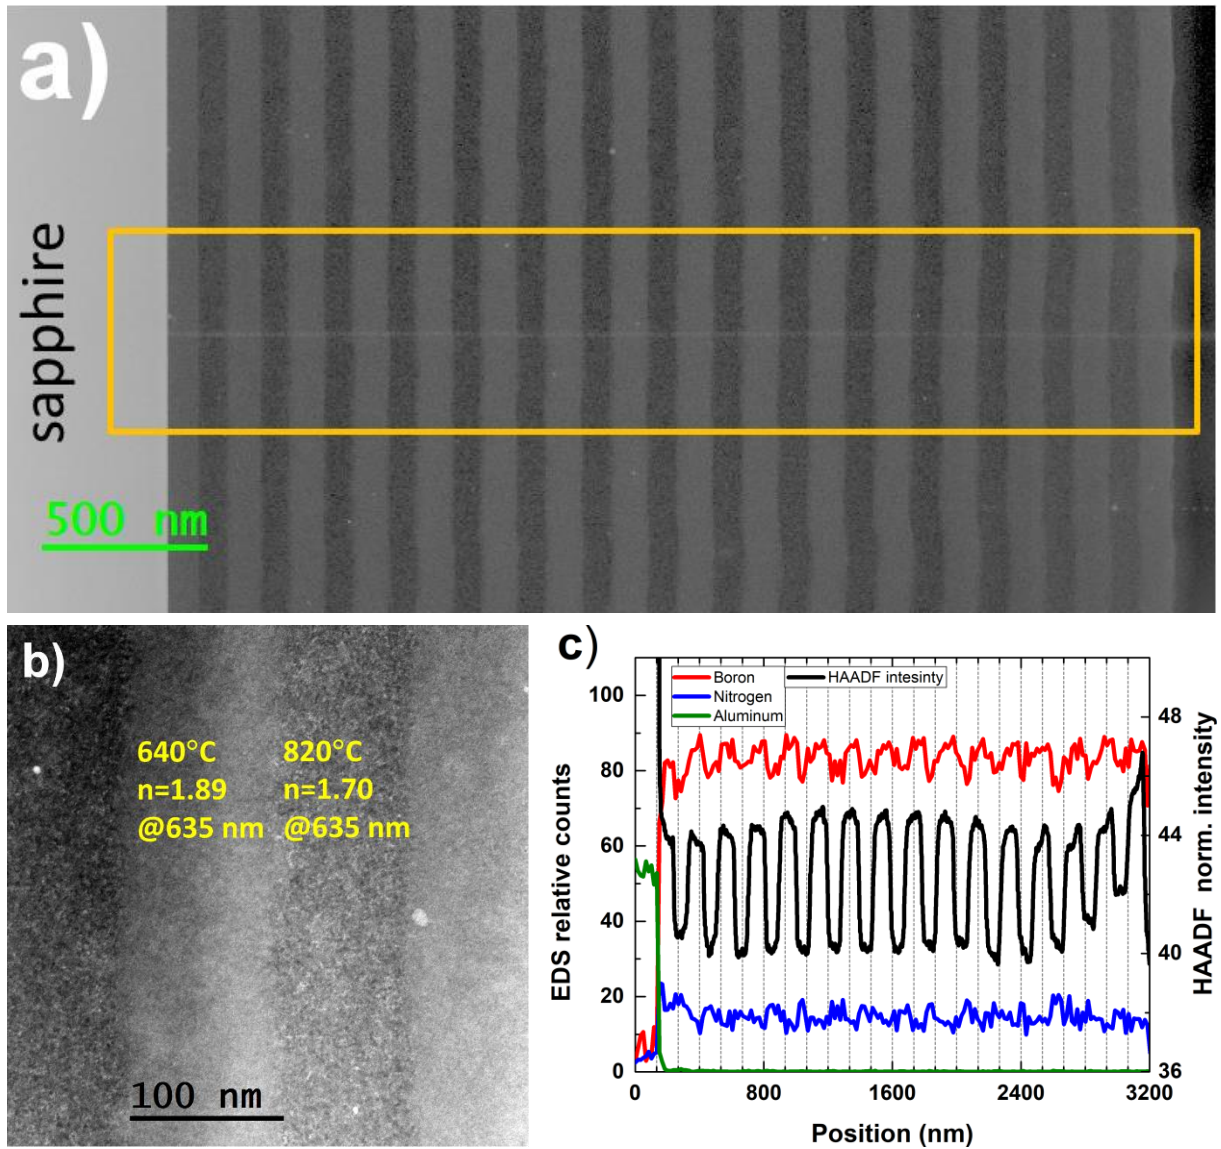 a)
sapphire
500 nm
b)
640°C
n=1.89
@635 nm
820°C
n=1.70
@635 nm
100 nm
c)
Boron
Nitrogen
Aluminum
HAADF intesinty
100
80
60
40
20
0
EDS relative counts
48
44
40
36
HAADF norm. intensity
0
800
1600
2400
3200
Position (nm)